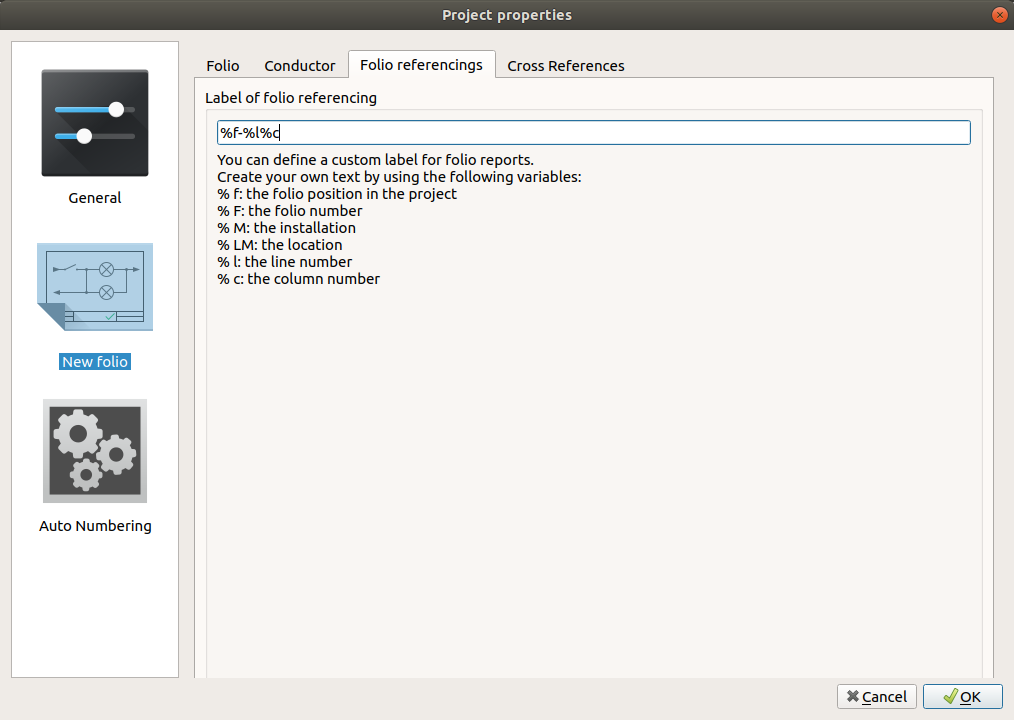 Project properties
General
New folio
Auto Numbering
Folio
Conductor
Folio referencings
Cross References
Label of folio referencing
%f-%l%c
You can define a custom label for folio reports.
Create your own text by using the following variables:
% f: the folio position in the project
% F: the folio number
% M: the installation
% LM: the location
% l: the line number
% c: the column number
Cancel
OK